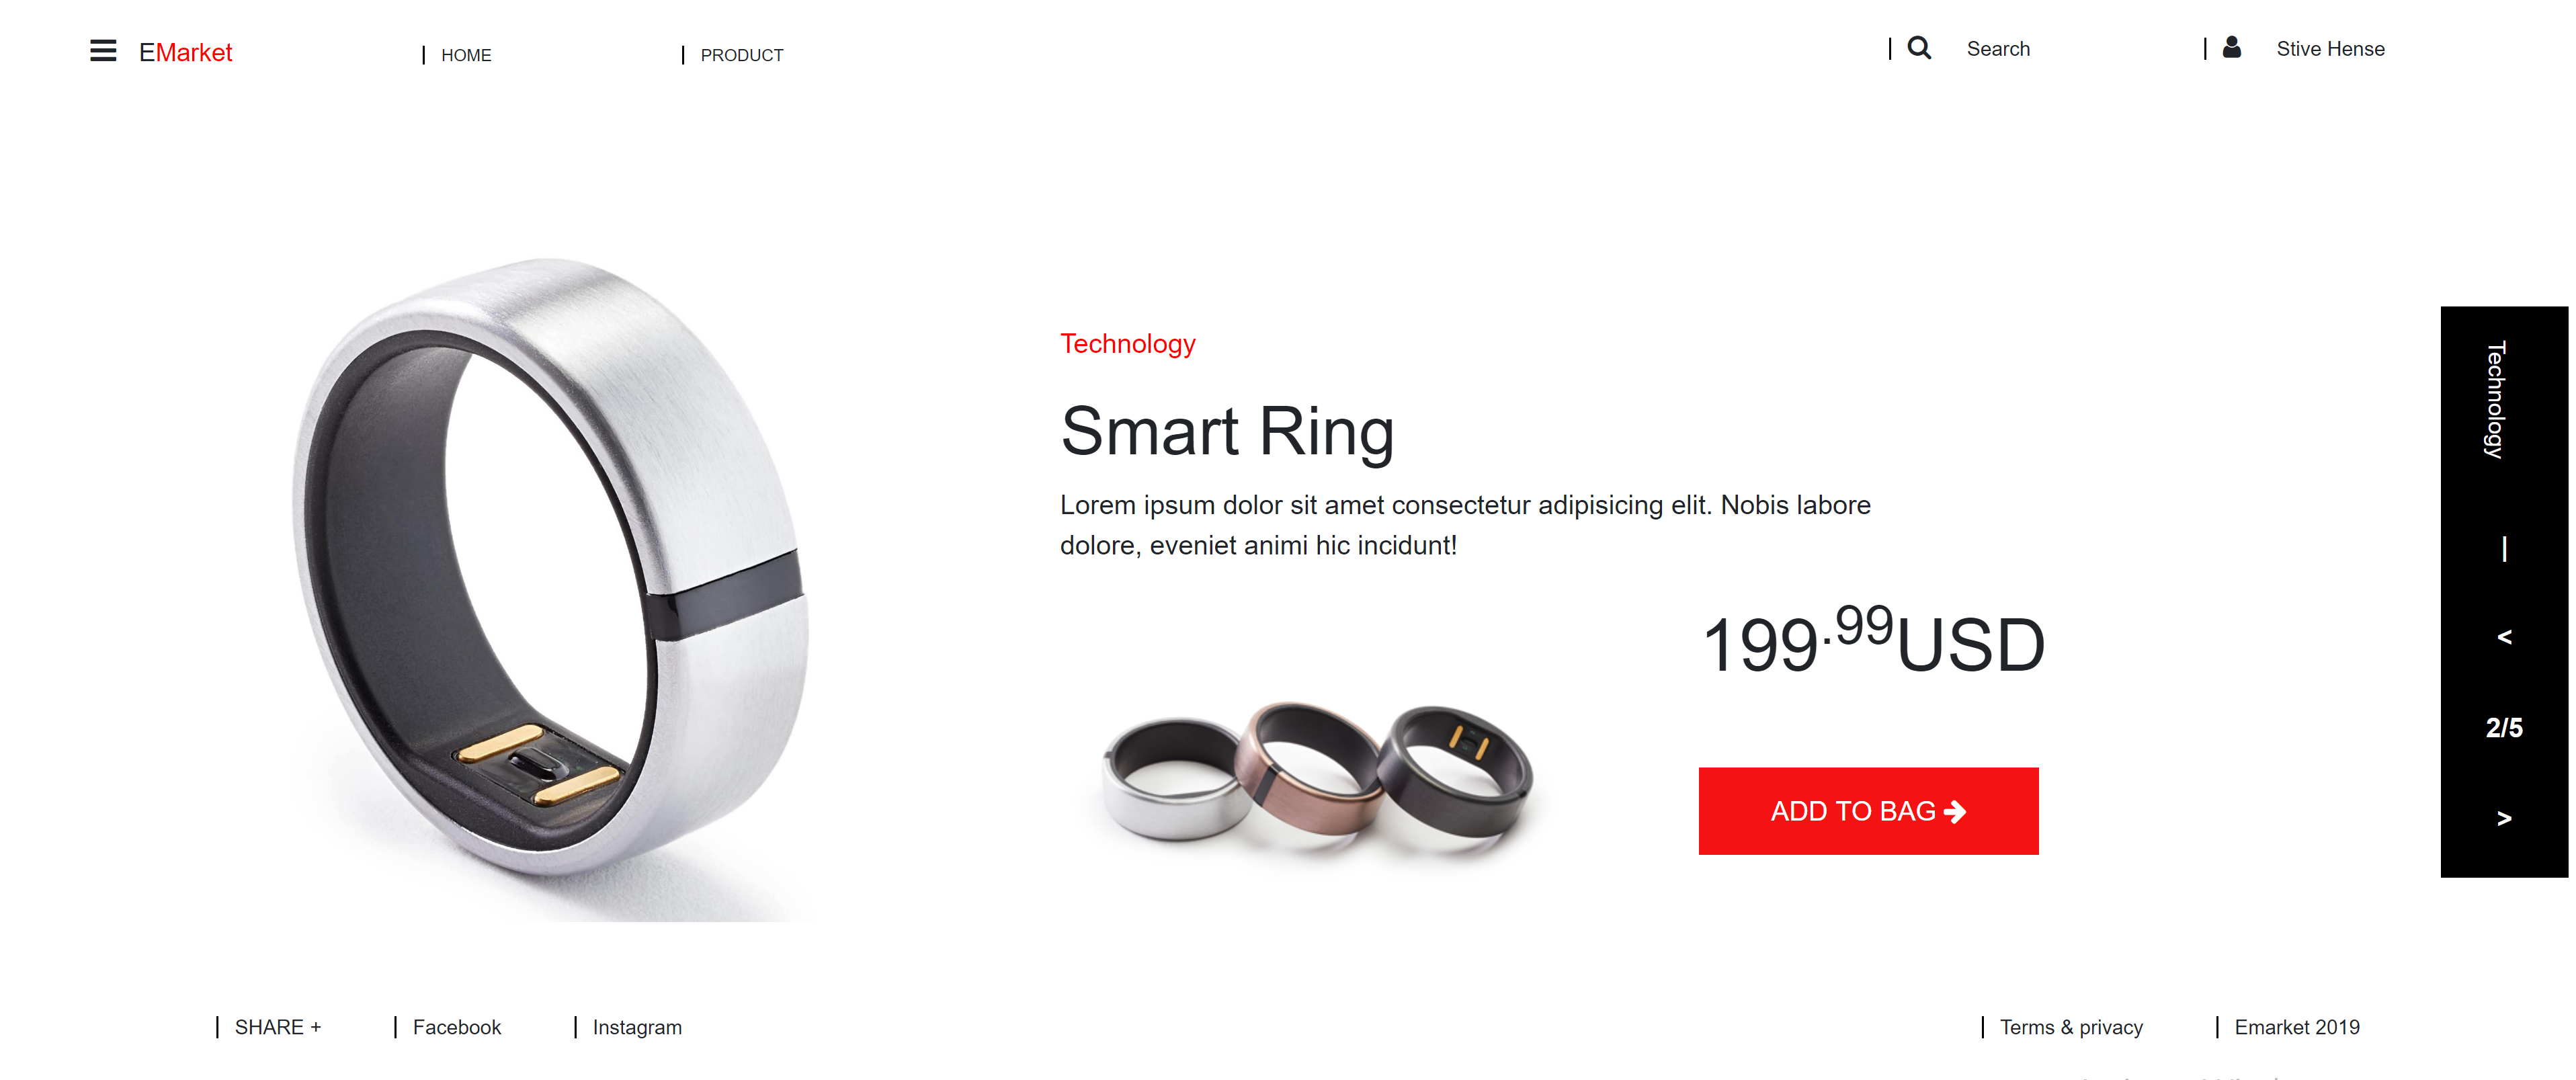 EMarket
HOME
PRODUCT
Search
Stive Hense
Technology
Smart Ring
Lorem ipsum dolor sit amet consectetur adipisicing elit. Nobis labore
dolore, eveniet animi hic incidunt!
199.99USD
ADD TO BAG
Technology
|
<
2/5
>
SHARE +
Facebook
Instagram
Terms & privacy
Emarket 2019